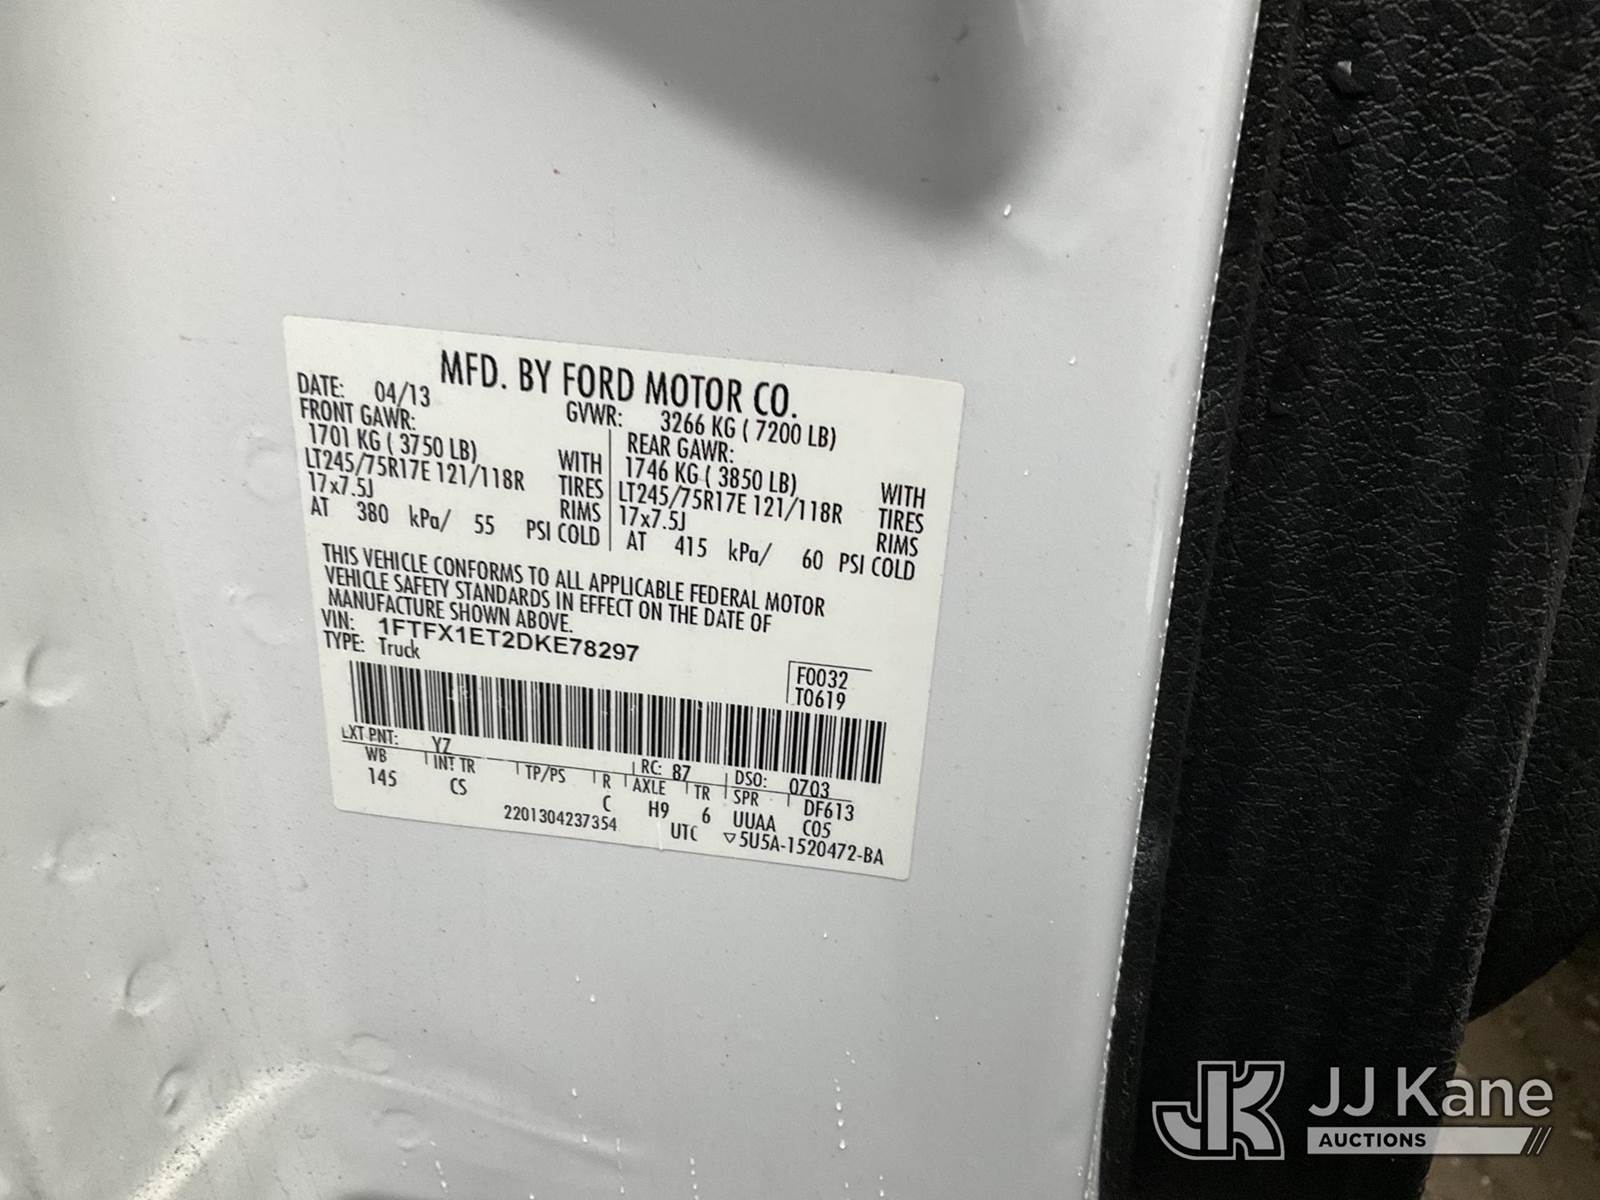 MFD. BY FORD MOTOR CO.
DATE: 04/13 GVWR: 3266 KG ( 7200 LB)
FRONT GAWR: REAR GAWR:
1701 KG ( 3750 LB) WITH 1746 KG ( 3850 LB) WITH
LT245/75R17E 121/118R TIRES LT245/75R17E 121/118R TIRES
17x7.5J RIMS 17x7.5J RIMS
AT 380 kPa/ 55 PSI COLD AT 415 kPa/ 60 PSI COLD
THIS VEHICLE CONFORMS TO ALL APPLICABLE FEDERAL MOTOR
VEHICLE SAFETY STANDARDS IN EFFECT ON THE DATE OF
MANUFACTURE SHOWN ABOVE.
VIN: 1FTFX1ET2DKE78297
TYPE: Truck
F0032
T0619
EXT PNT: YZ RC: 87 DSO: 0703
WB INT TR TP/PS R AXLE TR SPR DF613
145 CS C H9 6 UUAA C05
2201304237354 UTC ▽5U5A-1520472-BA
JK JJ Kane
AUCTIONS